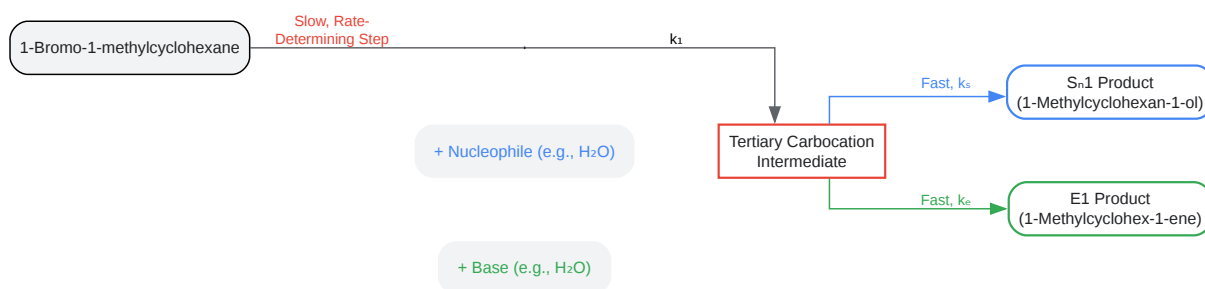 1-Bromo-1-methylcyclohexane
Slow, Rate-
Determining Step
k₁
+ Nucleophile (e.g., H₂O)
+ Base (e.g., H₂O)
Tertiary Carbocation
Intermediate
Fast, kₛ
Sₙ1 Product
(1-Methylcyclohexan-1-ol)
Fast, kₑ
E1 Product
(1-Methylcyclohex-1-ene)